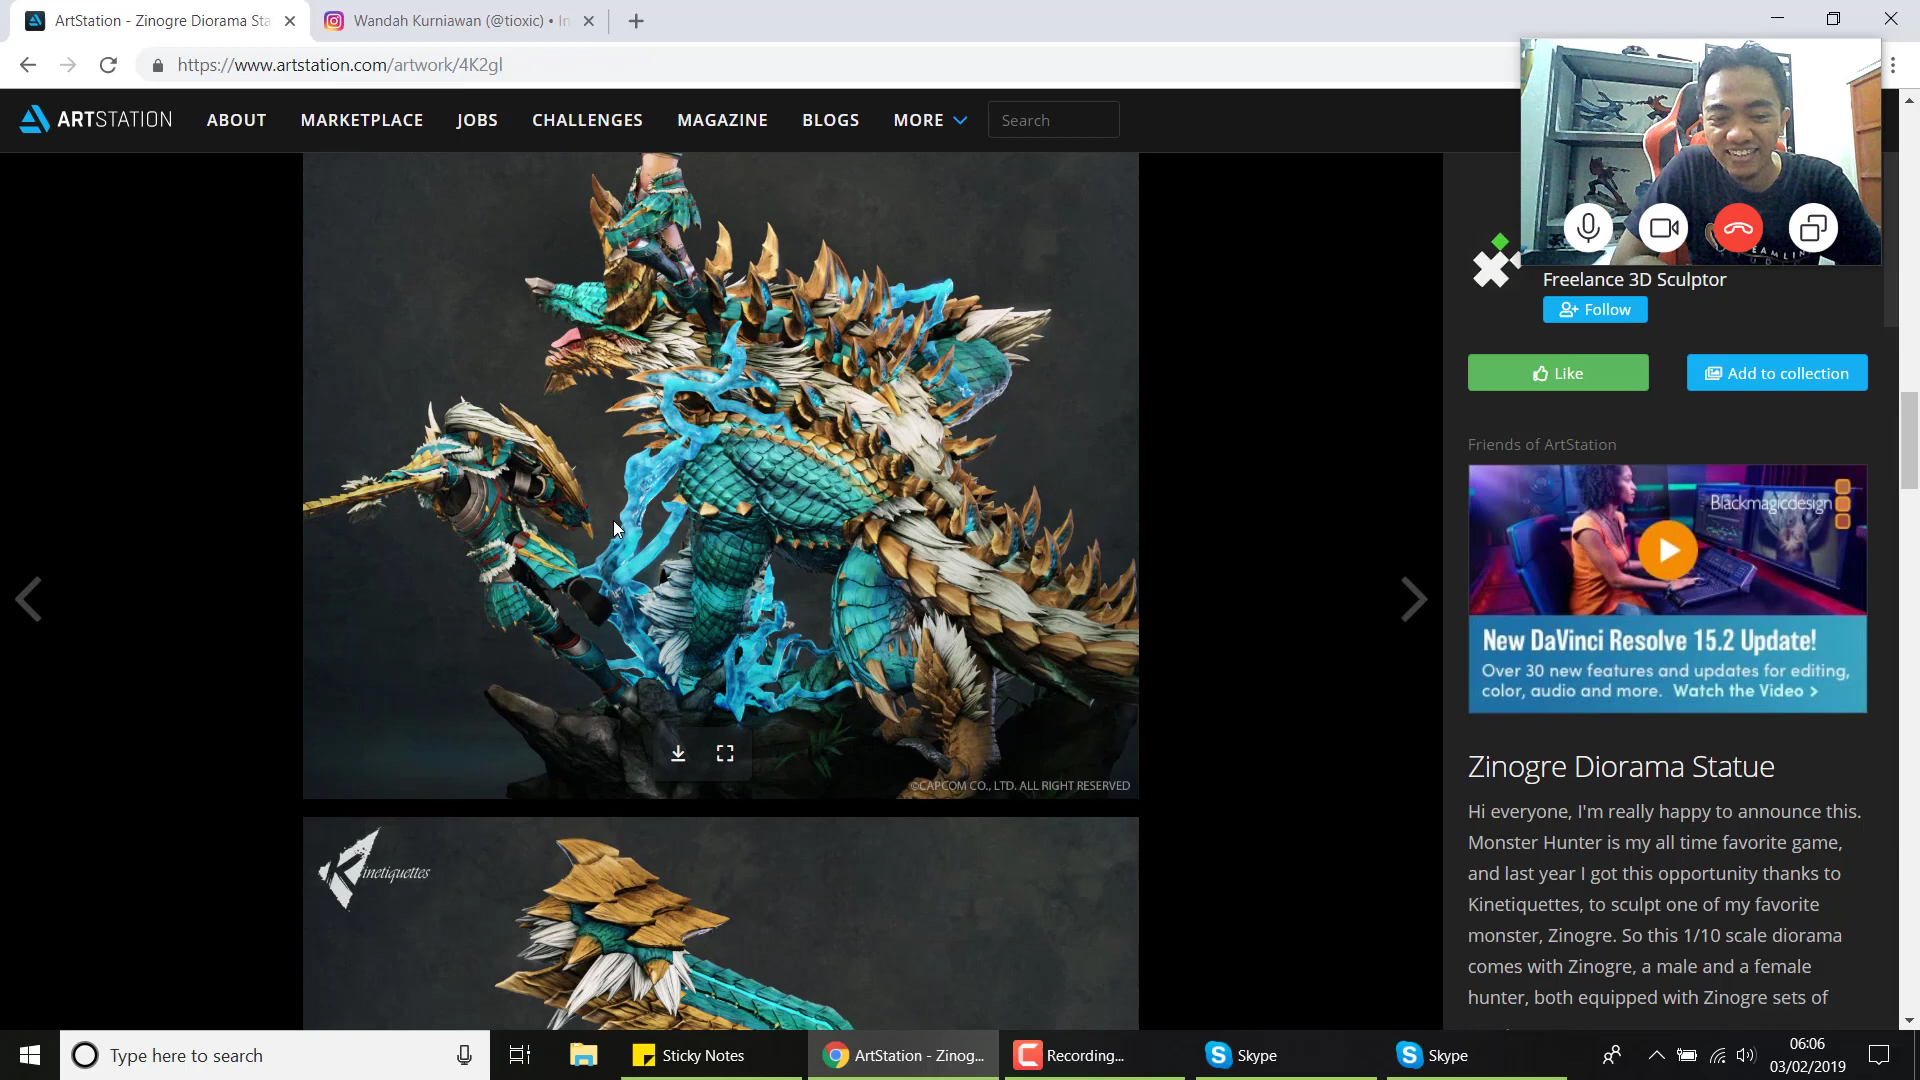 ArtStation - Zinogre Diorama Sta
Wandah Kurniawan (@tioxic) • In
https://www.artstation.com/artwork/4K2gl
ARTSTATION ABOUT MARKETPLACE JOBS CHALLENGES MAGAZINE BLOGS MORE Search
Freelance 3D Sculptor
Follow
Like
Add to collection
Friends of ArtStation
Blackmagicdesign
New DaVinci Resolve 15.2 Update!
Over 30 new features and updates for editing,
color, audio and more. Watch the Video >
Zinogre Diorama Statue
Hi everyone, I'm really happy to announce this.
Monster Hunter is my all time favorite game,
and last year I got this opportunity thanks to
Kinetiquettes, to sculpt one of my favorite
monster, Zinogre. So this 1/10 scale diorama
comes with Zinogre, a male and a female
hunter, both equipped with Zinogre sets of
©CAPCOM CO., LTD. ALL RIGHT RESERVED
Kinetiquettes
Type here to search
Sticky Notes
ArtStation - Zinog...
Recording...
Skype
Skype
06:06
03/02/2019